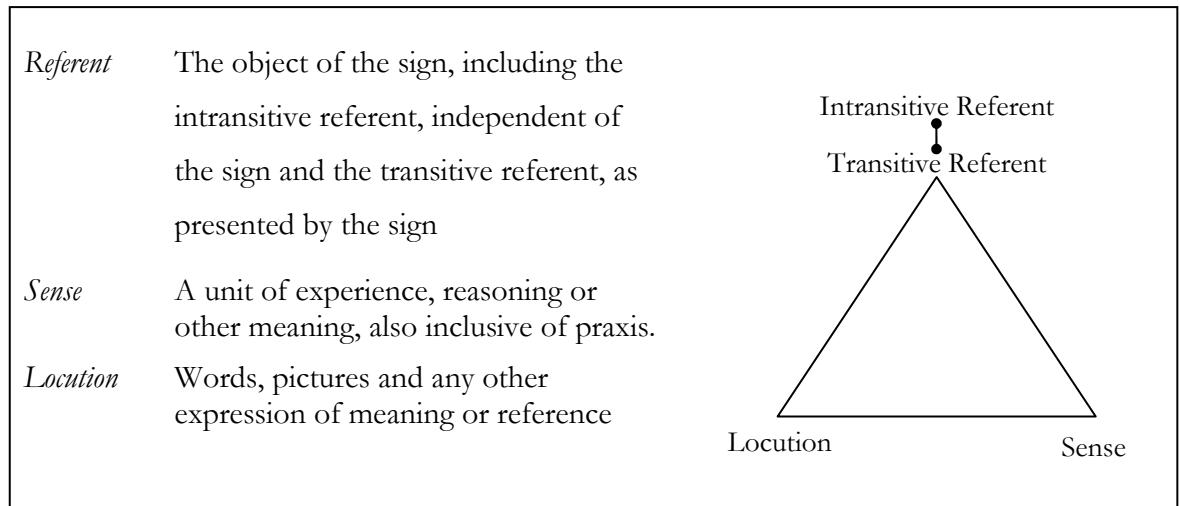 Referent The object of the sign, including the
intransitive referent, independent of
the sign and the transitive referent, as
presented by the sign
Sense A unit of experience, reasoning or
other meaning, also inclusive of praxis.
Locution Words, pictures and any other
expression of meaning or reference
Intransitive Referent
Transitive Referent
Locution
Sense